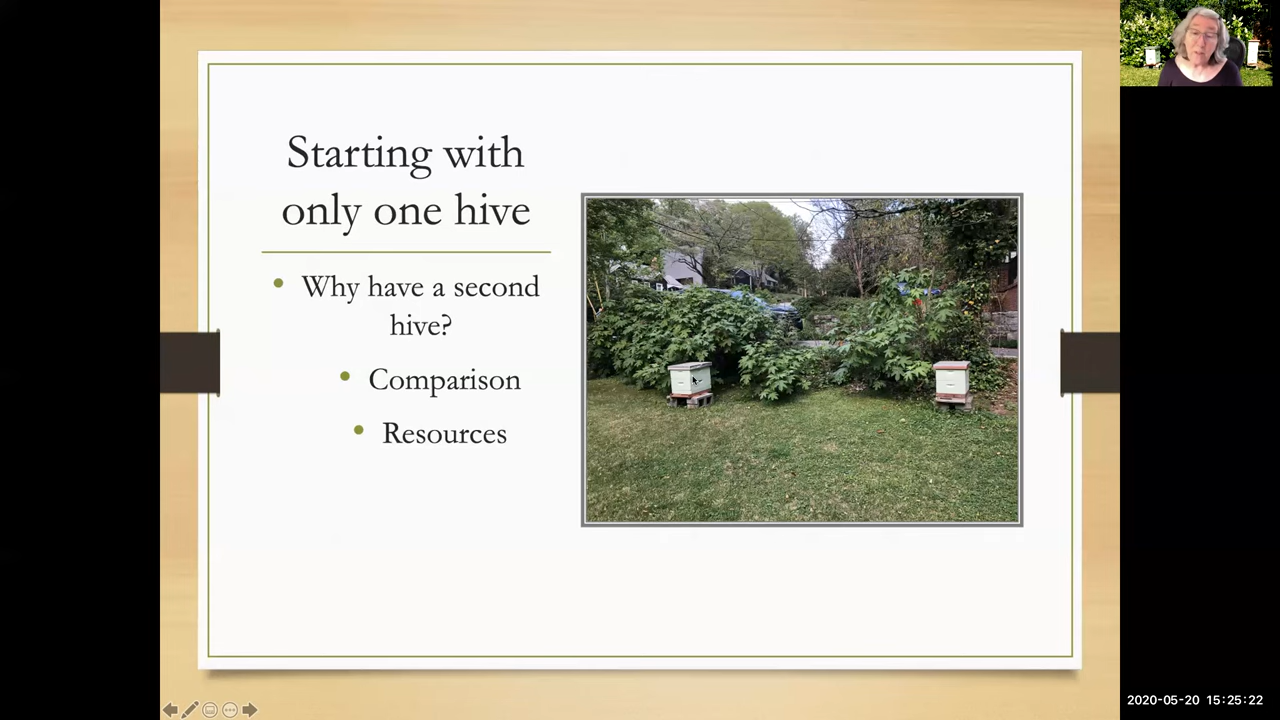 Starting with
only one hive
• Why have a second
hive?
• Comparison
• Resources
2020-05-20 15:25:22